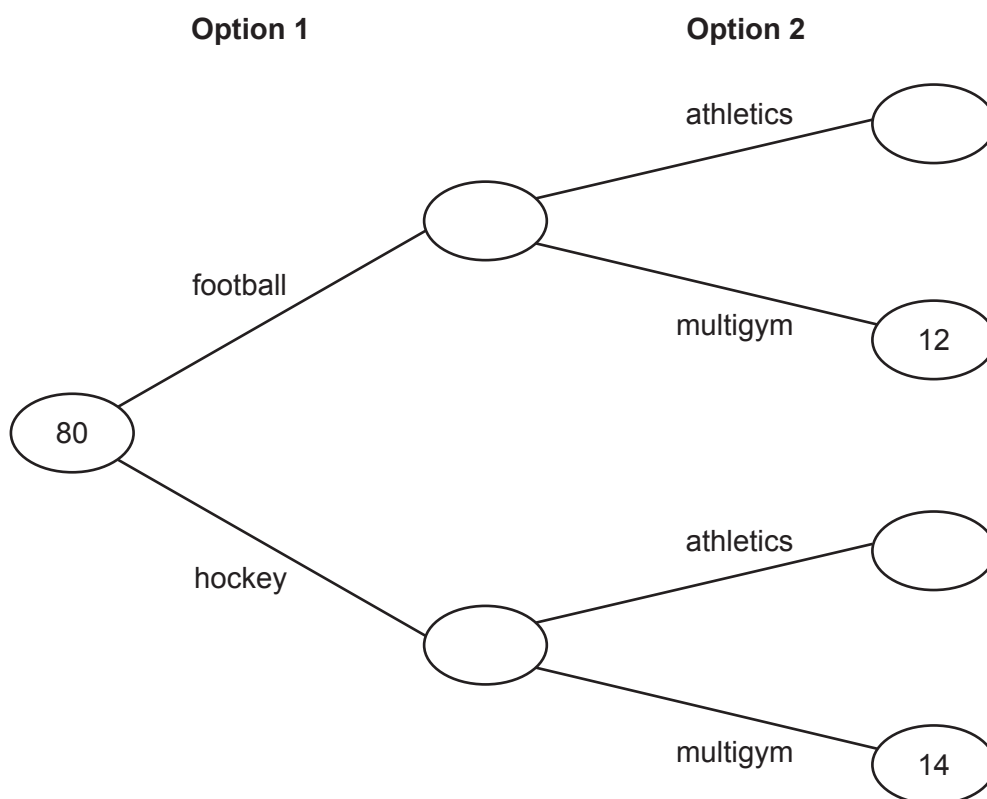 Option 1 Option 2
athletics
football
multigym
12
80
athletics
hockey
multigym
14